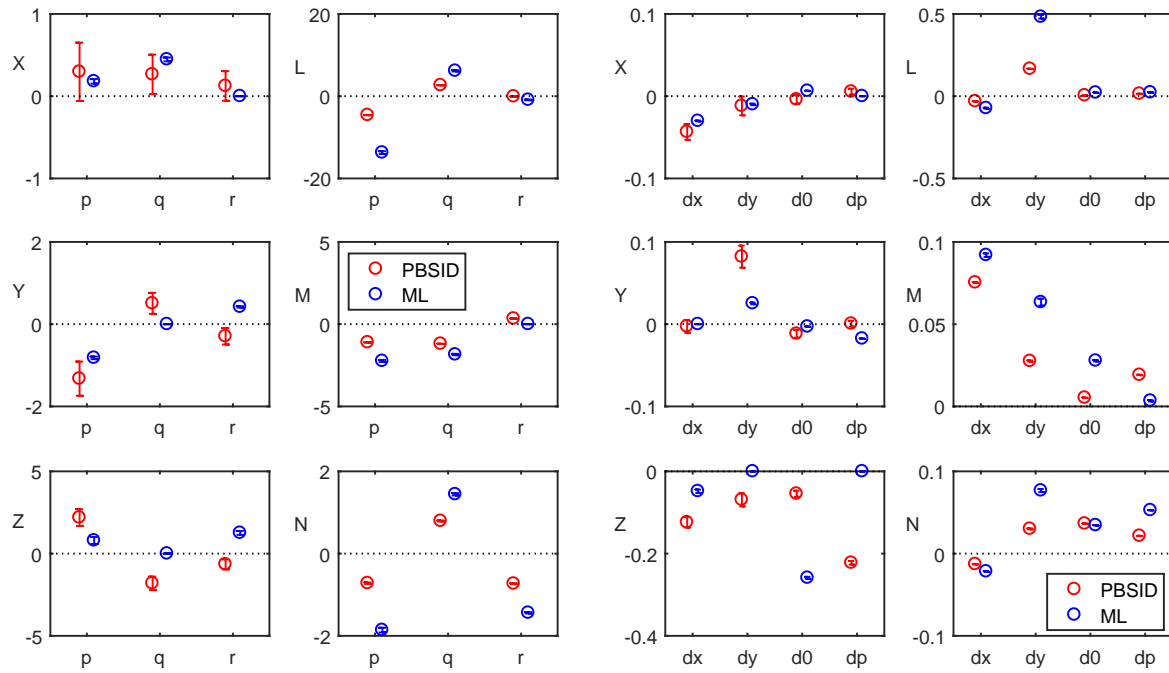 1
X 0
-1
p q r
20
L 0
-20
p q r
0.1
X 0
-0.1
dx dy d0 dp
0.5
L 0
-0.5
dx dy d0 dp
2
Y 0
-2
p q r
5
M 0
-5
PBSID
ML
p q r
0.1
Y 0
-0.1
dx dy d0 dp
0.1
M 0.05
0
dx dy d0 dp
5
Z 0
-5
p q r
2
N 0
-2
p q r
0
Z -0.2
-0.4
dx dy d0 dp
0.1
N 0
-0.1
PBSID
ML
dx dy d0 dp